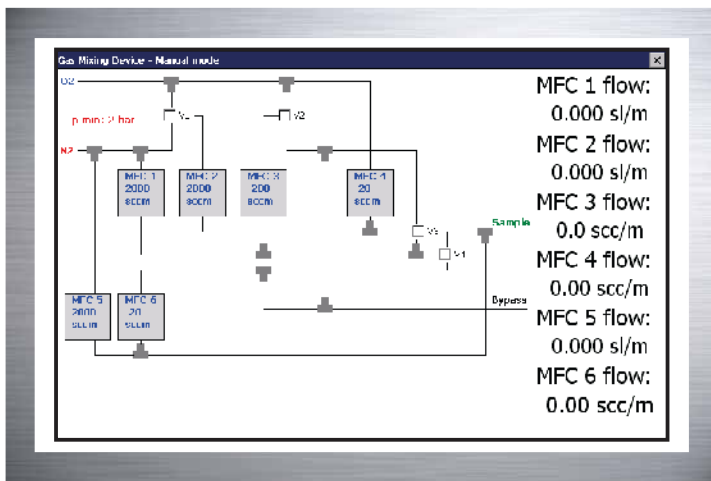 Gas Mixing Device - Manual mode
O2
p min: 2 bar
N2
V2
MFC 1
2000
sccm
MFC 2
2000
sccm
MFC 3
200
sccm
MFC 4
20
sccm
V3
V4
Sample
Bypass
MFC 5
2000
sccm
MFC 6
20
sccm
MFC 1 flow:
0.000 sl/m
MFC 2 flow:
0.000 sl/m
MFC 3 flow:
0.0 scc/m
MFC 4 flow:
0.00 scc/m
MFC 5 flow:
0.000 sl/m
MFC 6 flow:
0.00 scc/m